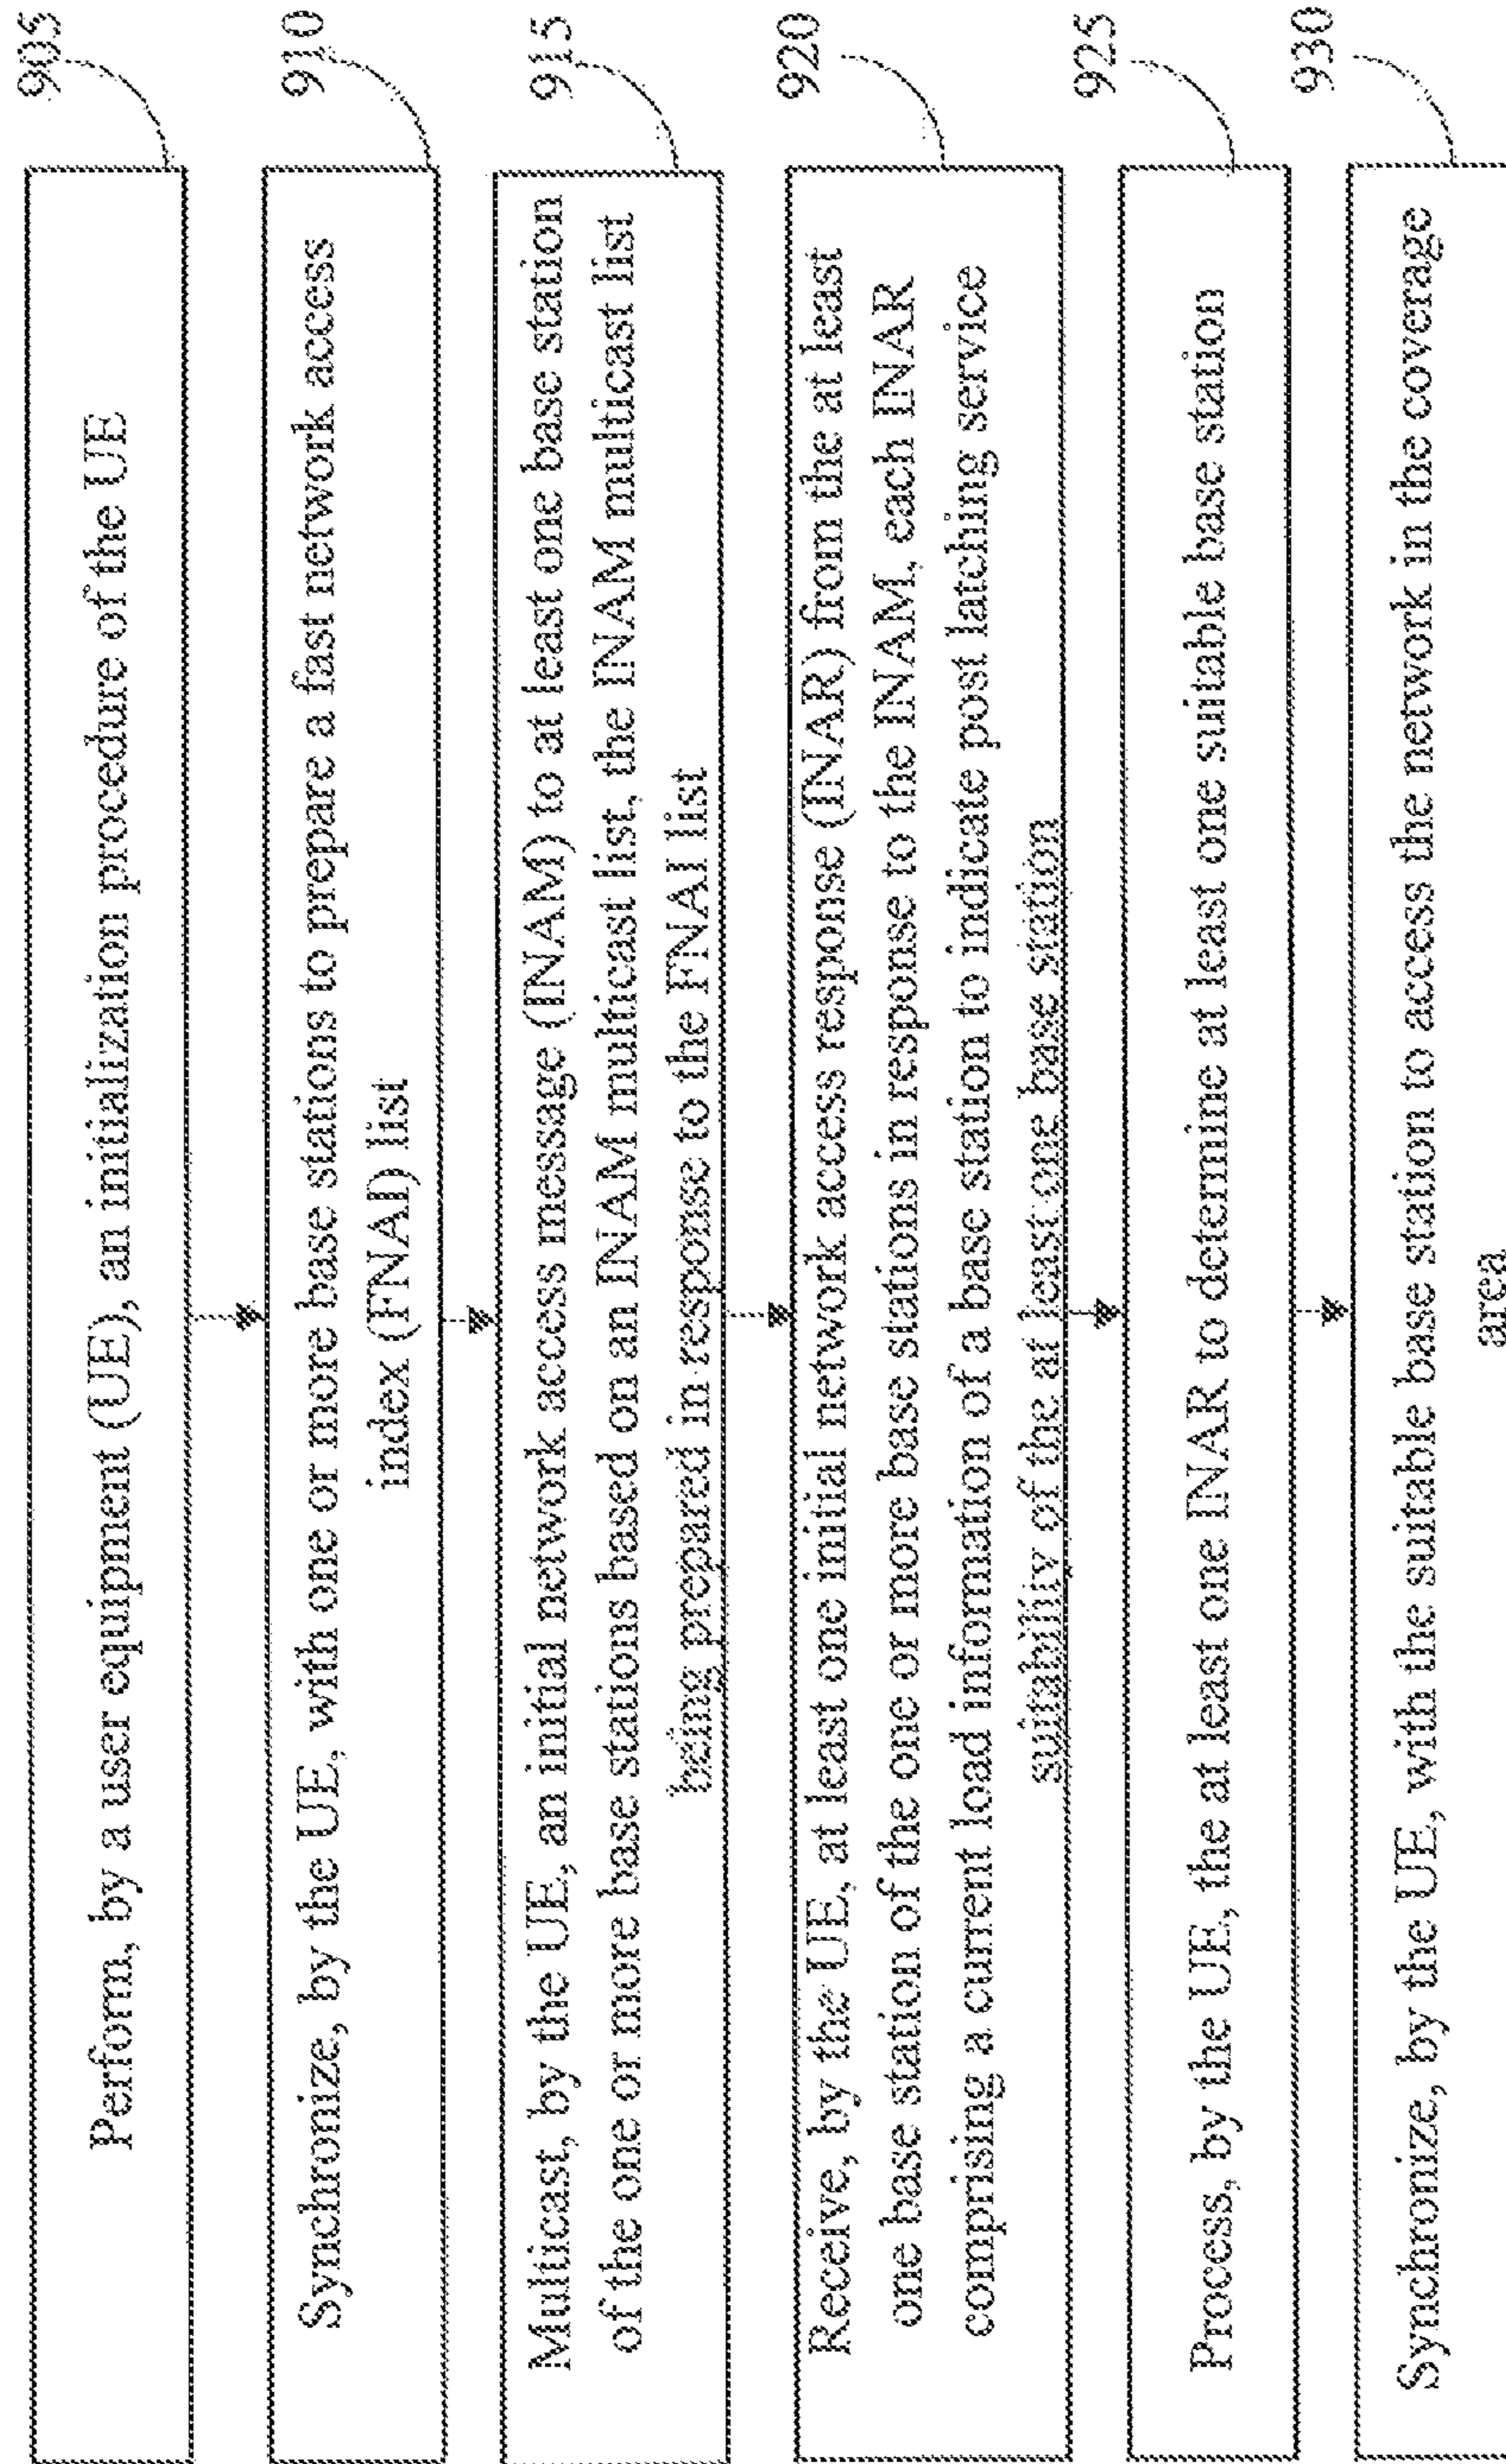 905
Perform, by a user equipment (UE), an initialization procedure of the UE
910
Synchronize, by the UE, with one or more base stations to prepare a fast network access
index (FNAI) list
915
Multicast, by the UE, an initial network access message (INAM) to at least one base station
of the one or more base stations based on an INAM multicast list, the INAM multicast list
being prepared in response to the FNAI list
920
Receive, by the UE, at least one initial network access response (INAR) from the at least
one base station of the one or more base stations in response to the INAM, each INAR
comprising a current load information of a base station to indicate post latching service
suitability of the at least one base station
925
Process, by the UE, the at least one INAR to determine at least one suitable base station
930
Synchronize, by the UE, with the suitable base station to access the network in the coverage
area